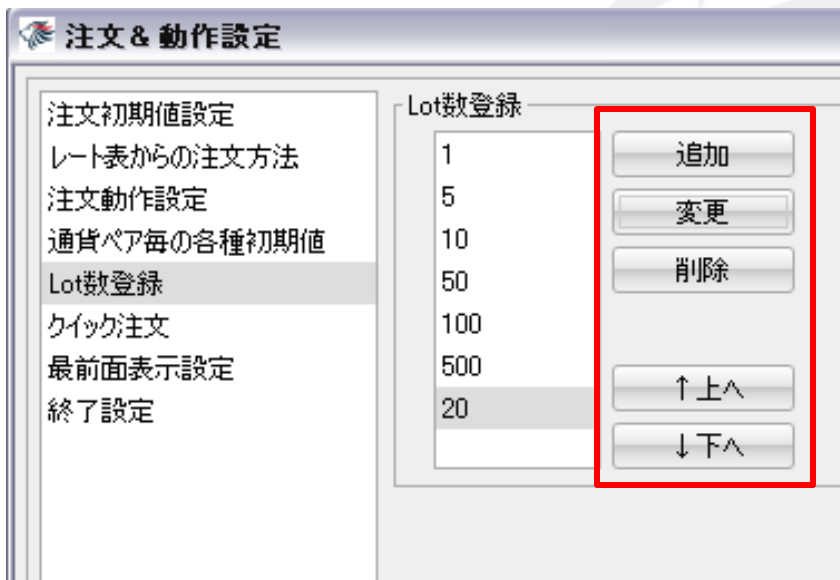 注文& 動作設定
注文初期値設定
レート表からの注文方法
注文動作設定
通貨ペア毎の各種初期値
Lot数登録
クイック注文
最前面表示設定
終了設定
Lot数登録
1
5
10
50
100
500
20
追加
変更
削除
↑上へ
↓下へ